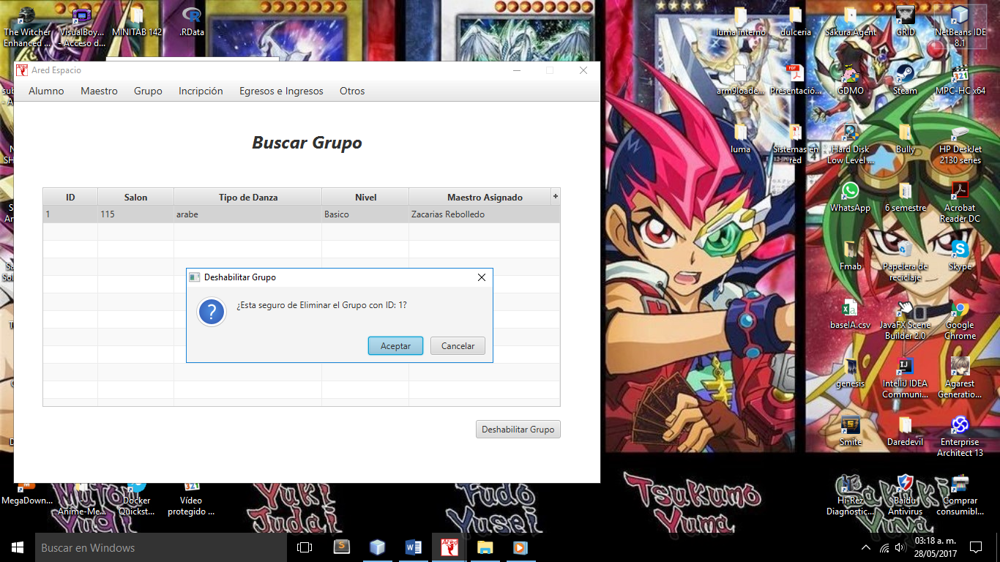 The Witcher
Enhanced ...
VisualBoy...
- Acceso d...
MINITAB 142
.RData
luma interno
dulceria
Sakura.Agent
GRID
NetBeans IDE
8.1
Ared Espacio
Alumno Maestro Grupo Incripción Egresos e Ingresos Otros
arm9loade...
Presentació...
GDMO
Steam
MPC-HC x64
Buscar Grupo
luma
Sistemas en
red
Hard Disk
Low Level ...
Bully
HP DeskJet
2130 series
ID Salon Tipo de Danza Nivel Maestro Asignado +
1 115 arabe Basico Zacarias Rebolledo
WhatsApp
6 semestre
Acrobat
Reader DC
Deshabilitar Grupo
¿Esta seguro de Eliminar el Grupo con ID: 1?
Aceptar Cancelar
Fmab
Papelera de
reciclaje
Skype
baseIA.csv
JavaFX Scene
Builder 2.0
Google
Chrome
genesis
IntelliJ IDEA
Communi...
Agarest
Generatio...
Deshabilitar Grupo
Smite
Daredevil
Enterprise
Architect 13
MegaDown...
Anime-Me...
Docker
Quickst...
Vídeo
protegido ...
Hi-Rez
Diagnostic...
Baidu
Antivirus
Comprar
consumibl...
Mutou
Yugi
Yuki
Judai
Fudo
Yusei
Tsukumo
Yuma
Sakaki
Yuya
Buscar en Windows
Ared
03:18 a. m.
28/05/2017